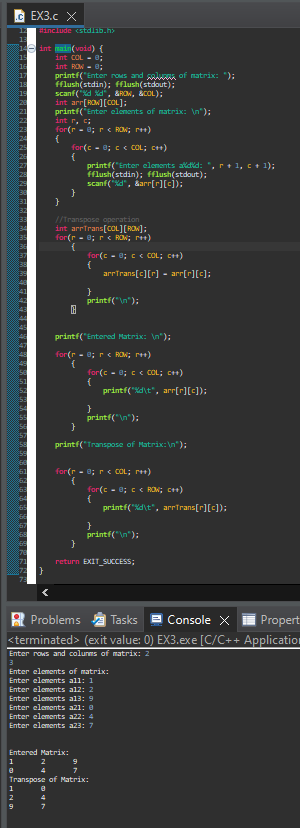 EX3.c
12 #include <stdlib.h>
13
14 int main(void) {
15 int COL = 0;
16 int ROW = 0;
17 printf("Enter rows and colunms of matrix: ");
18 fflush(stdin); fflush(stdout);
19 scanf("%d %d", &ROW, &COL);
20 int arr[ROW][COL];
21 printf("Enter elements of matrix: \n");
22 int r, c;
23 for(r = 0; r < ROW; r++)
24 {
25 for(c = 0; c < COL; c++)
26 {
27 printf("Enter elements a%d%d: ", r + 1, c + 1);
28 fflush(stdin); fflush(stdout);
29 scanf("%d", &arr[r][c]);
30 }
31 }
32
33 //Transpose operation
34 int arrTrans[COL][ROW];
35 for(r = 0; r < ROW; r++)
36 {
37 for(c = 0; c < COL; c++)
38 {
39 arrTrans[c][r] = arr[r][c];
40
41 }
42 printf("\n");
43 }
44
45
46 printf("Entered Matrix: \n");
47
48 for(r = 0; r < ROW; r++)
49 {
50 for(c = 0; c < COL; c++)
51 {
52 printf("%d\t", arr[r][c]);
53
54 }
55 printf("\n");
56 }
57
58 printf("Transpose of Matrix:\n");
59
60
61 for(r = 0; r < COL; r++)
62 {
63 for(c = 0; c < ROW; c++)
64 {
65 printf("%d\t", arrTrans[r][c]);
66
67 }
68 printf("\n");
69 }
70
71 return EXIT_SUCCESS;
72 }
73
Problems Tasks Console Propert
<terminated> (exit value: 0) EX3.exe [C/C++ Application
Enter rows and colunms of matrix: 2
3
Enter elements of matrix:
Enter elements a11: 1
Enter elements a12: 2
Enter elements a13: 9
Enter elements a21: 0
Enter elements a22: 4
Enter elements a23: 7
Entered Matrix:
1 2 9
0 4 7
Transpose of Matrix:
1 0
2 4
9 7